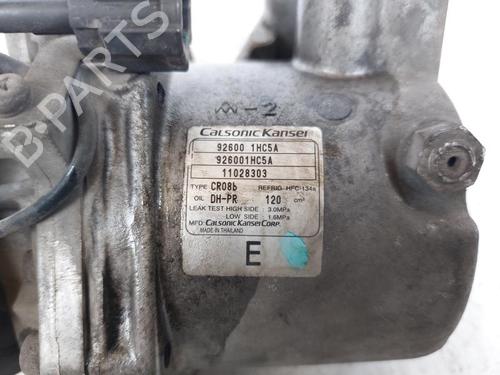 M-2
Calsonic Kansei
92600 1HC5A
926001HC5A
11028303
TYPE CR08b REFRIG HFC-134a
OIL DH-PR 120 cm³
LEAK TEST HIGH SIDE : 3.0MPa
LOW SIDE : 1.6MPa
MFD. CALSONIC KANSEI CORP.
MADE IN THAILAND
E
B-PARTS